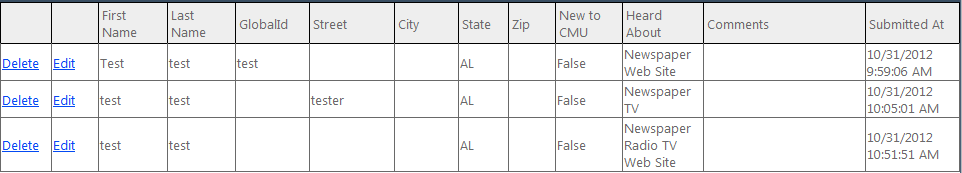 First Name Last Name GlobalId Street City State Zip New to CMU Heard About Comments Submitted At
Delete Edit Test test test AL False Newspaper Web Site 10/31/2012 9:59:06 AM
Delete Edit test test tester AL False Newspaper TV 10/31/2012 10:05:01 AM
Delete Edit test test AL False Newspaper Radio TV Web Site 10/31/2012 10:51:51 AM